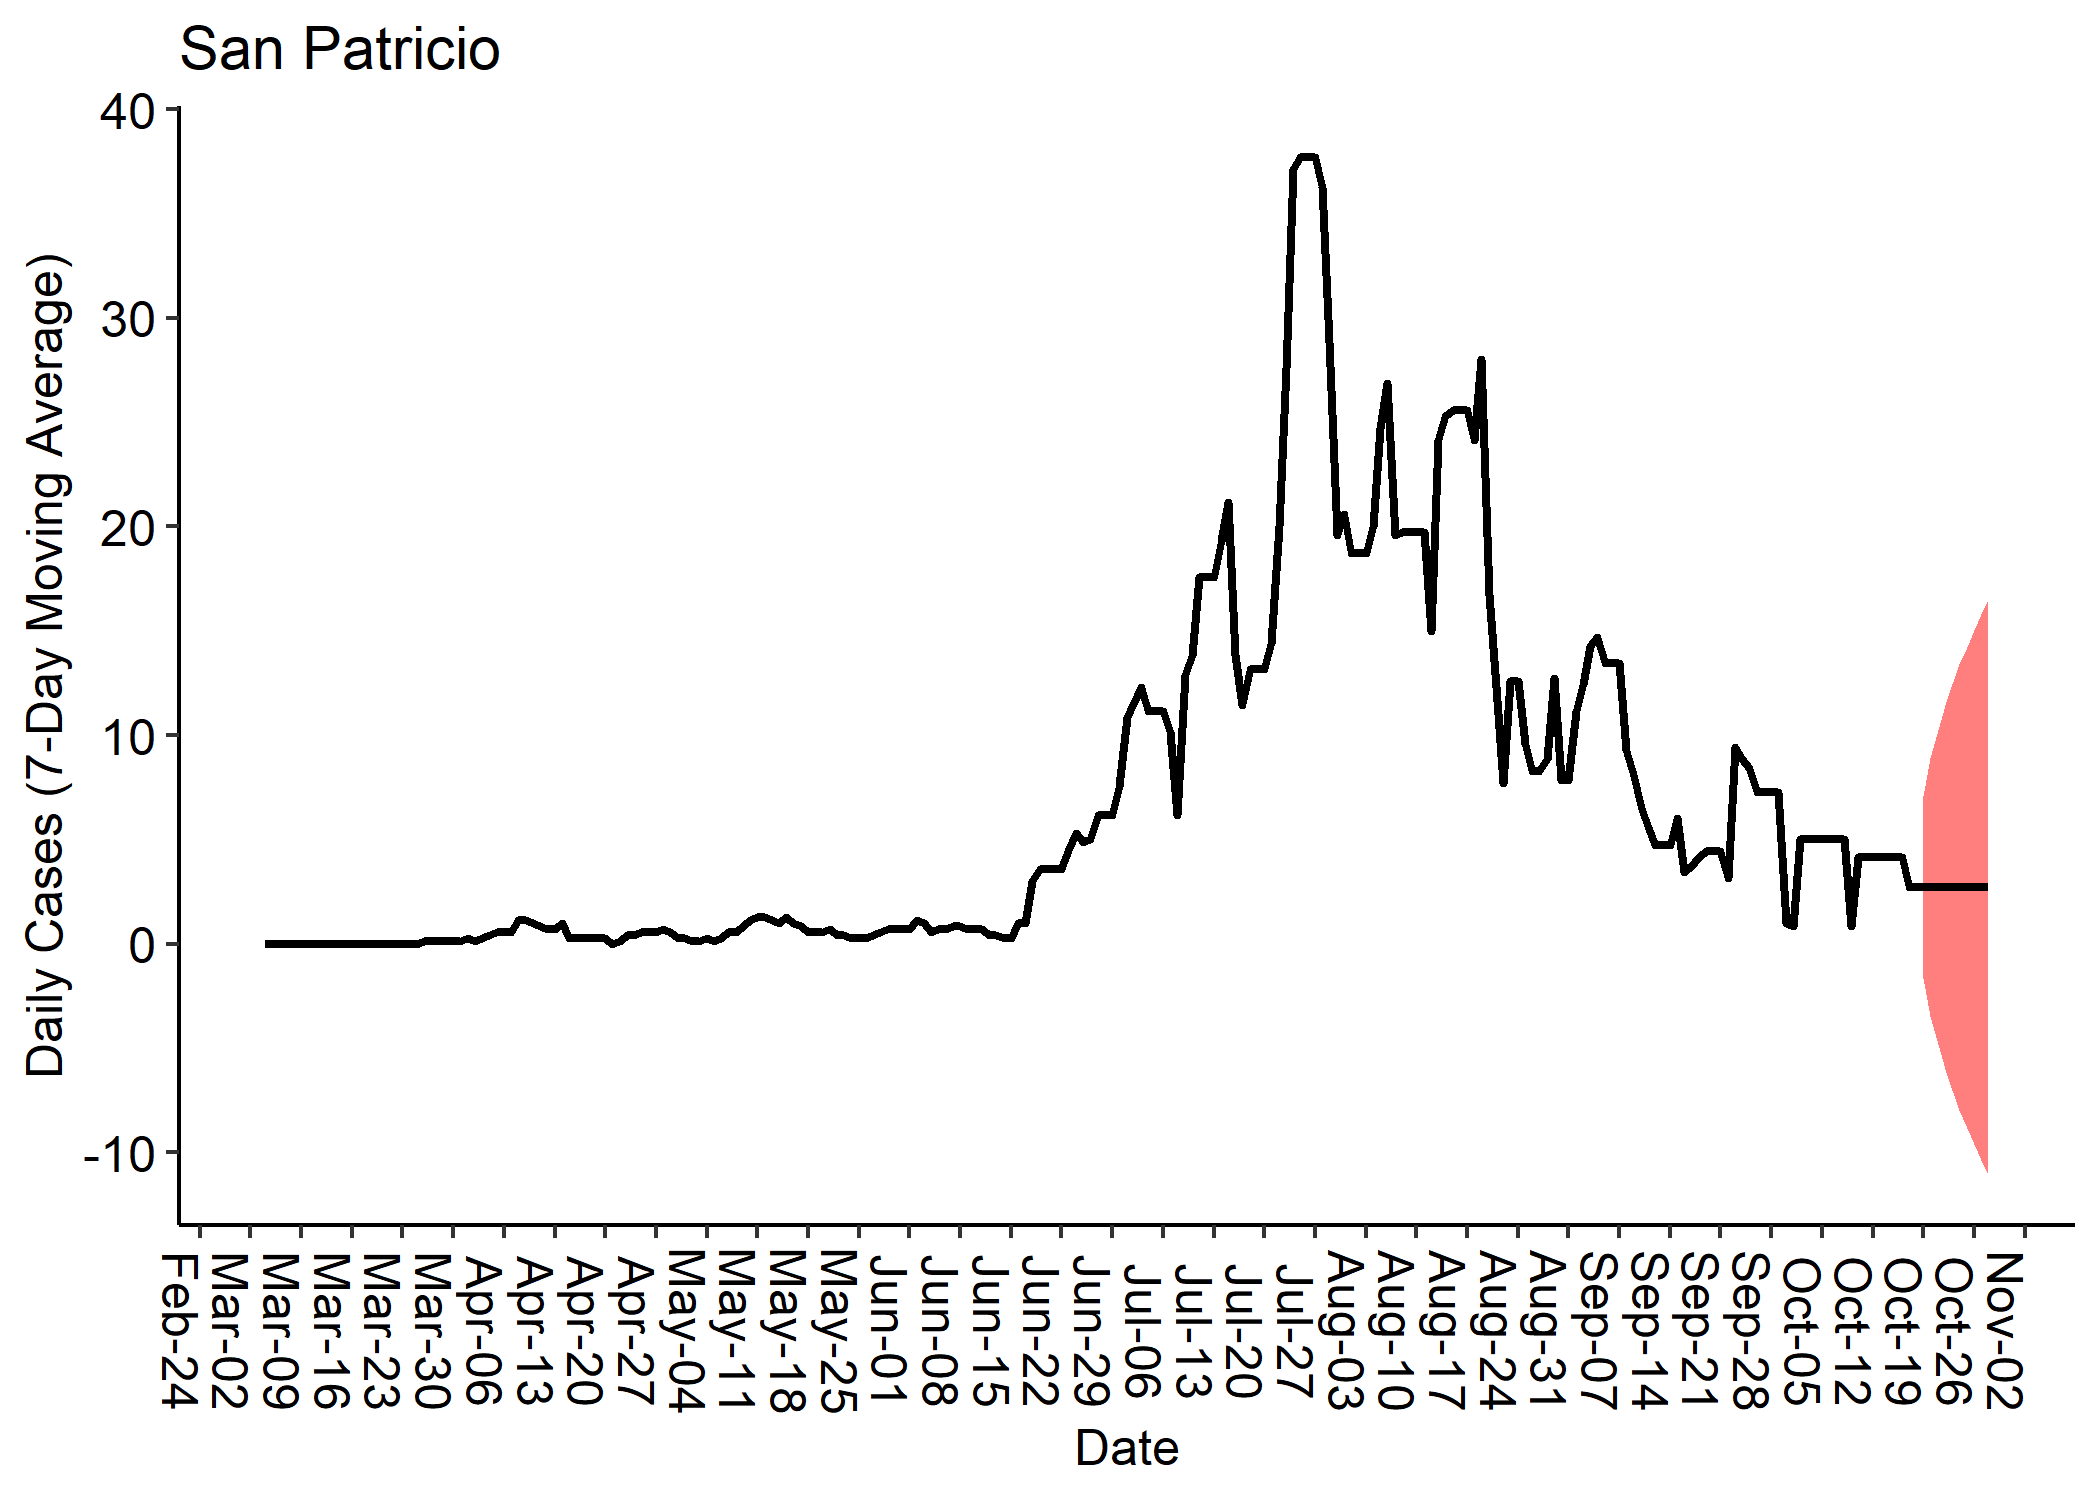 San Patricio
Daily Cases (7-Day Moving Average)
40
30
20
10
0
-10
Feb-24
Mar-02
Mar-09
Mar-16
Mar-23
Mar-30
Apr-06
Apr-13
Apr-20
Apr-27
May-04
May-11
May-18
May-25
Jun-01
Jun-08
Jun-15
Jun-22
Jun-29
Jul-06
Jul-13
Jul-20
Jul-27
Aug-03
Aug-10
Aug-17
Aug-24
Aug-31
Sep-07
Sep-14
Sep-21
Sep-28
Oct-05
Oct-12
Oct-19
Oct-26
Nov-02
Date